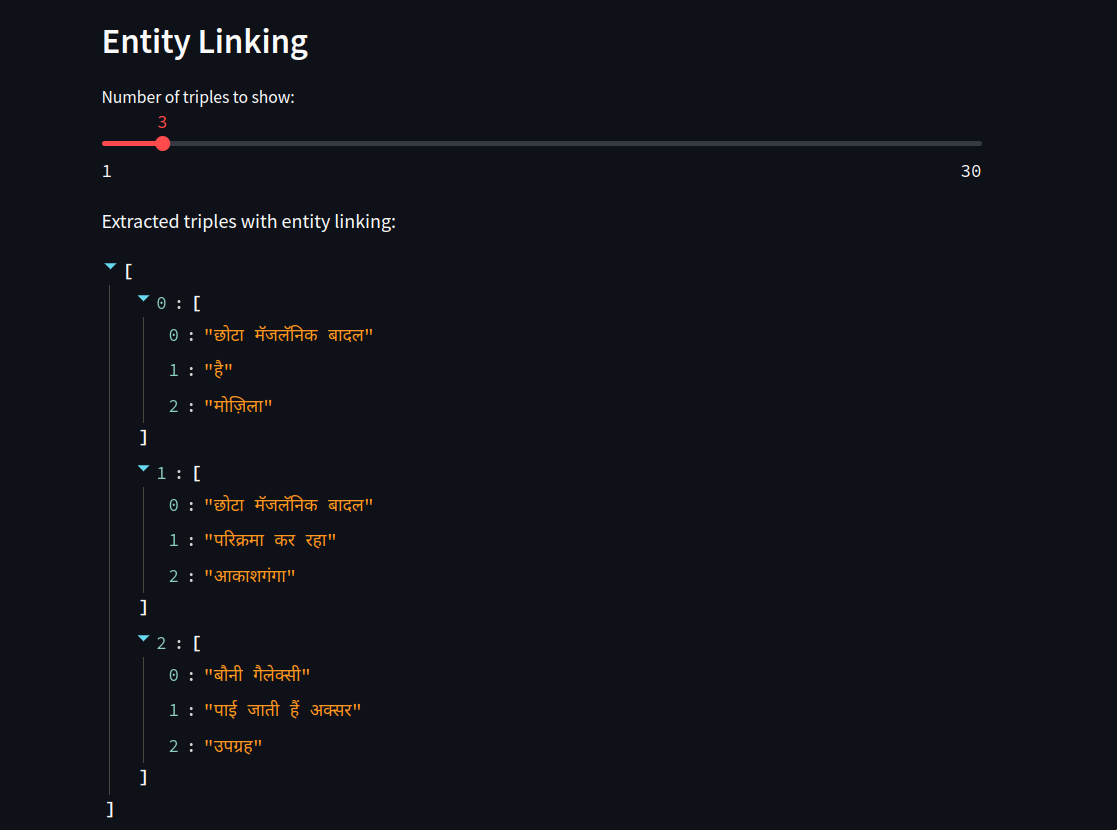 Entity Linking
Number of triples to show:
3
1 30
Extracted triples with entity linking:
[
0 : [
0 : "छोटा मॅजलॅनिक बादल"
1 : "है"
2 : "मोज़िला"
]
1 : [
0 : "छोटा मॅजलॅनिक बादल"
1 : "परिक्रमा कर रहा"
2 : "आकाशगंगा"
]
2 : [
0 : "बौनी गैलेक्सी"
1 : "पाई जाती हैं अक्सर"
2 : "उपग्रह"
]
]